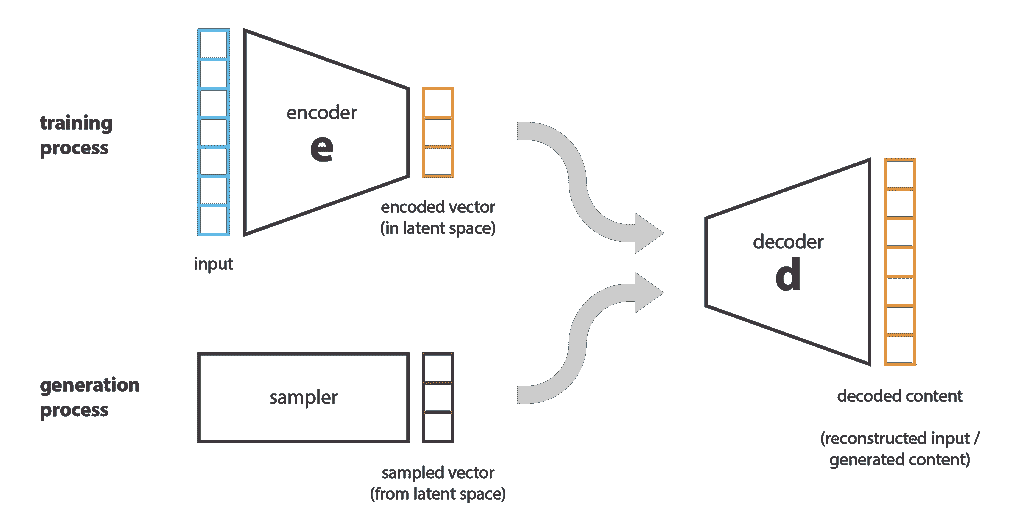 training
process
encoder
e
encoded vector
(in latent space)
input
decoder
d
generation
process
sampler
sampled vector
(from latent space)
decoded content
(reconstructed input /
generated content)